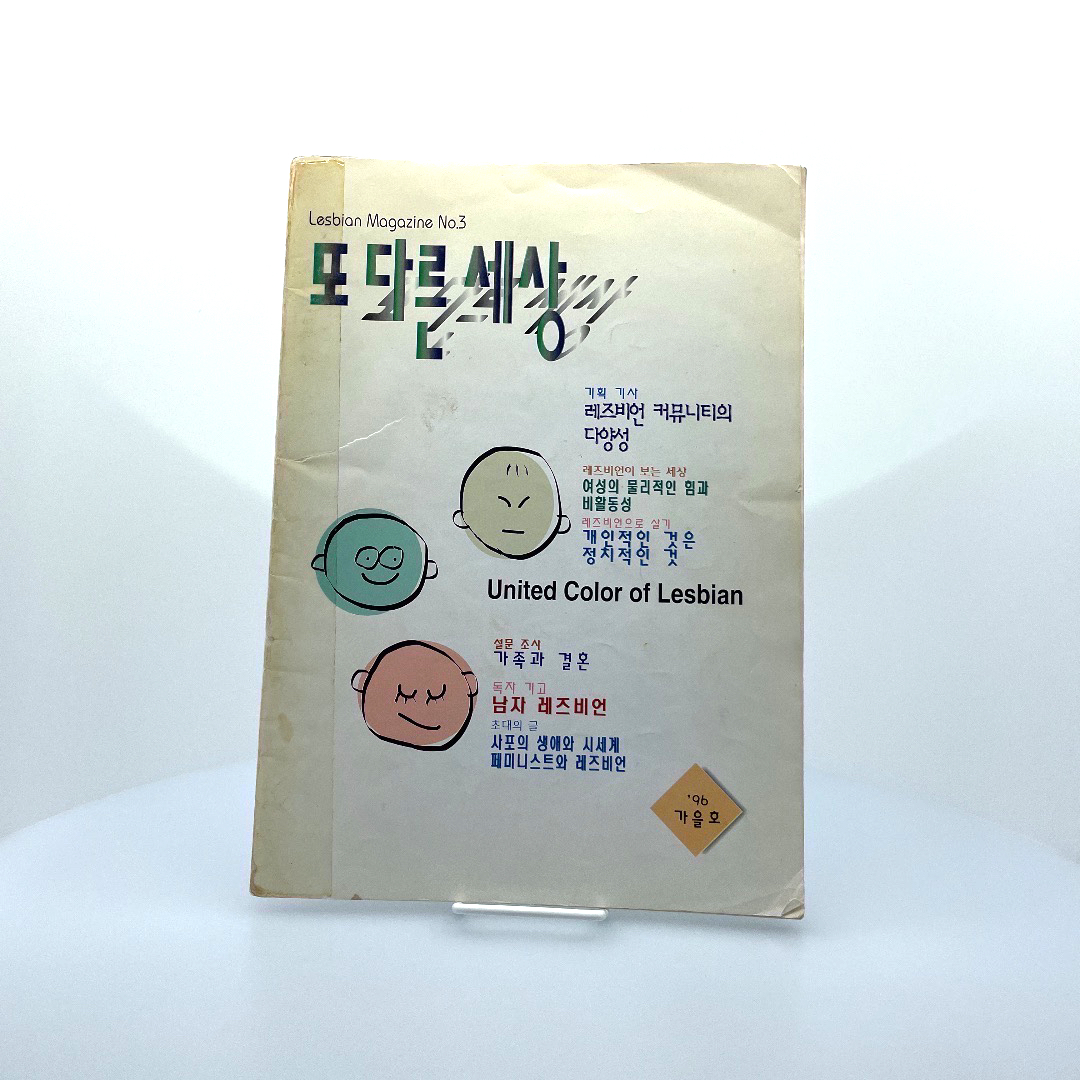 Lesbian Magazine No.3
또 다른 세상
기획 기사
레즈비언 커뮤니티의
다양성
레즈비언이 보는 세상
여성의 물리적인 힘과
비활동성
레즈비언으로 살기
개인적인 것은
정치적인 것
United Color of Lesbian
설문 조사
가족과 결혼
독자 기고
남자 레즈비언
초대의 글
사포의 생애와 시세계
페미니스트와 레즈비언
'96
가을호